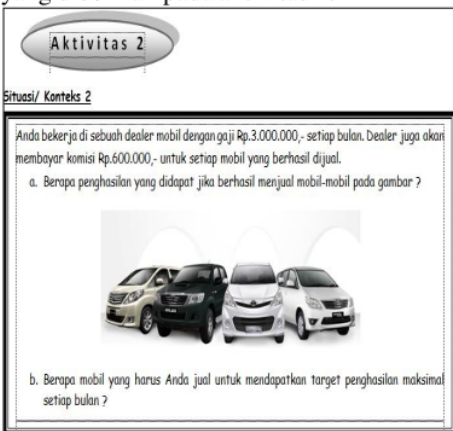 Aktivitas 2
Situasi/ Konteks 2
Anda bekerja di sebuah dealer mobil dengan gaji Rp.3.000.000,- setiap bulan. Dealer juga akan
membayar komisi Rp.600.000,- untuk setiap mobil yang berhasil dijual.
a. Berapa penghasilan yang didapat jika berhasil menjual mobil-mobil pada gambar ?
b. Berapa mobil yang harus Anda jual untuk mendapatkan target penghasilan maksimal
setiap bulan ?